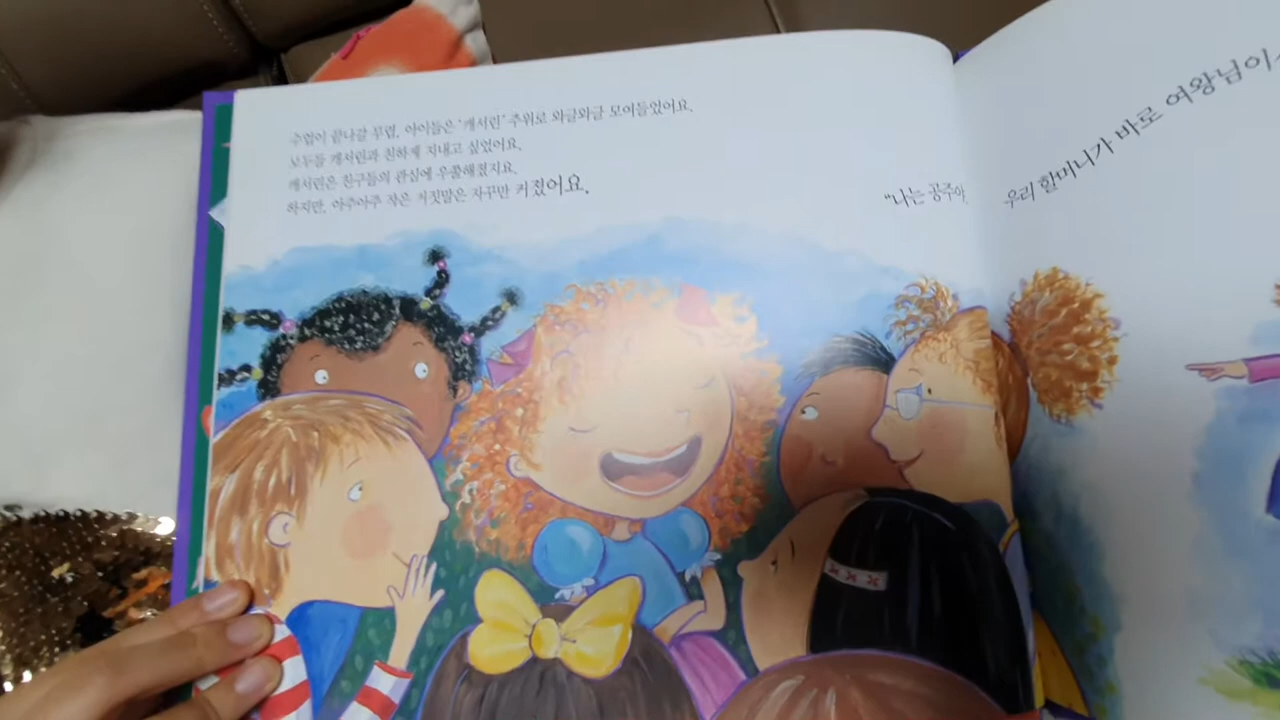 수업이 끝나갈 무렵, 아이들은 '캐서린' 주위로 와글와글 모여들었어요.
모두들 캐서린과 친하게 지내고 싶었어요.
캐서린은 친구들의 관심에 우쭐해졌지요.
하지만, 아주아주 작은 거짓말은 자꾸만 커졌어요.
"나는 공주야
우리 할머니가 바로 여왕님이